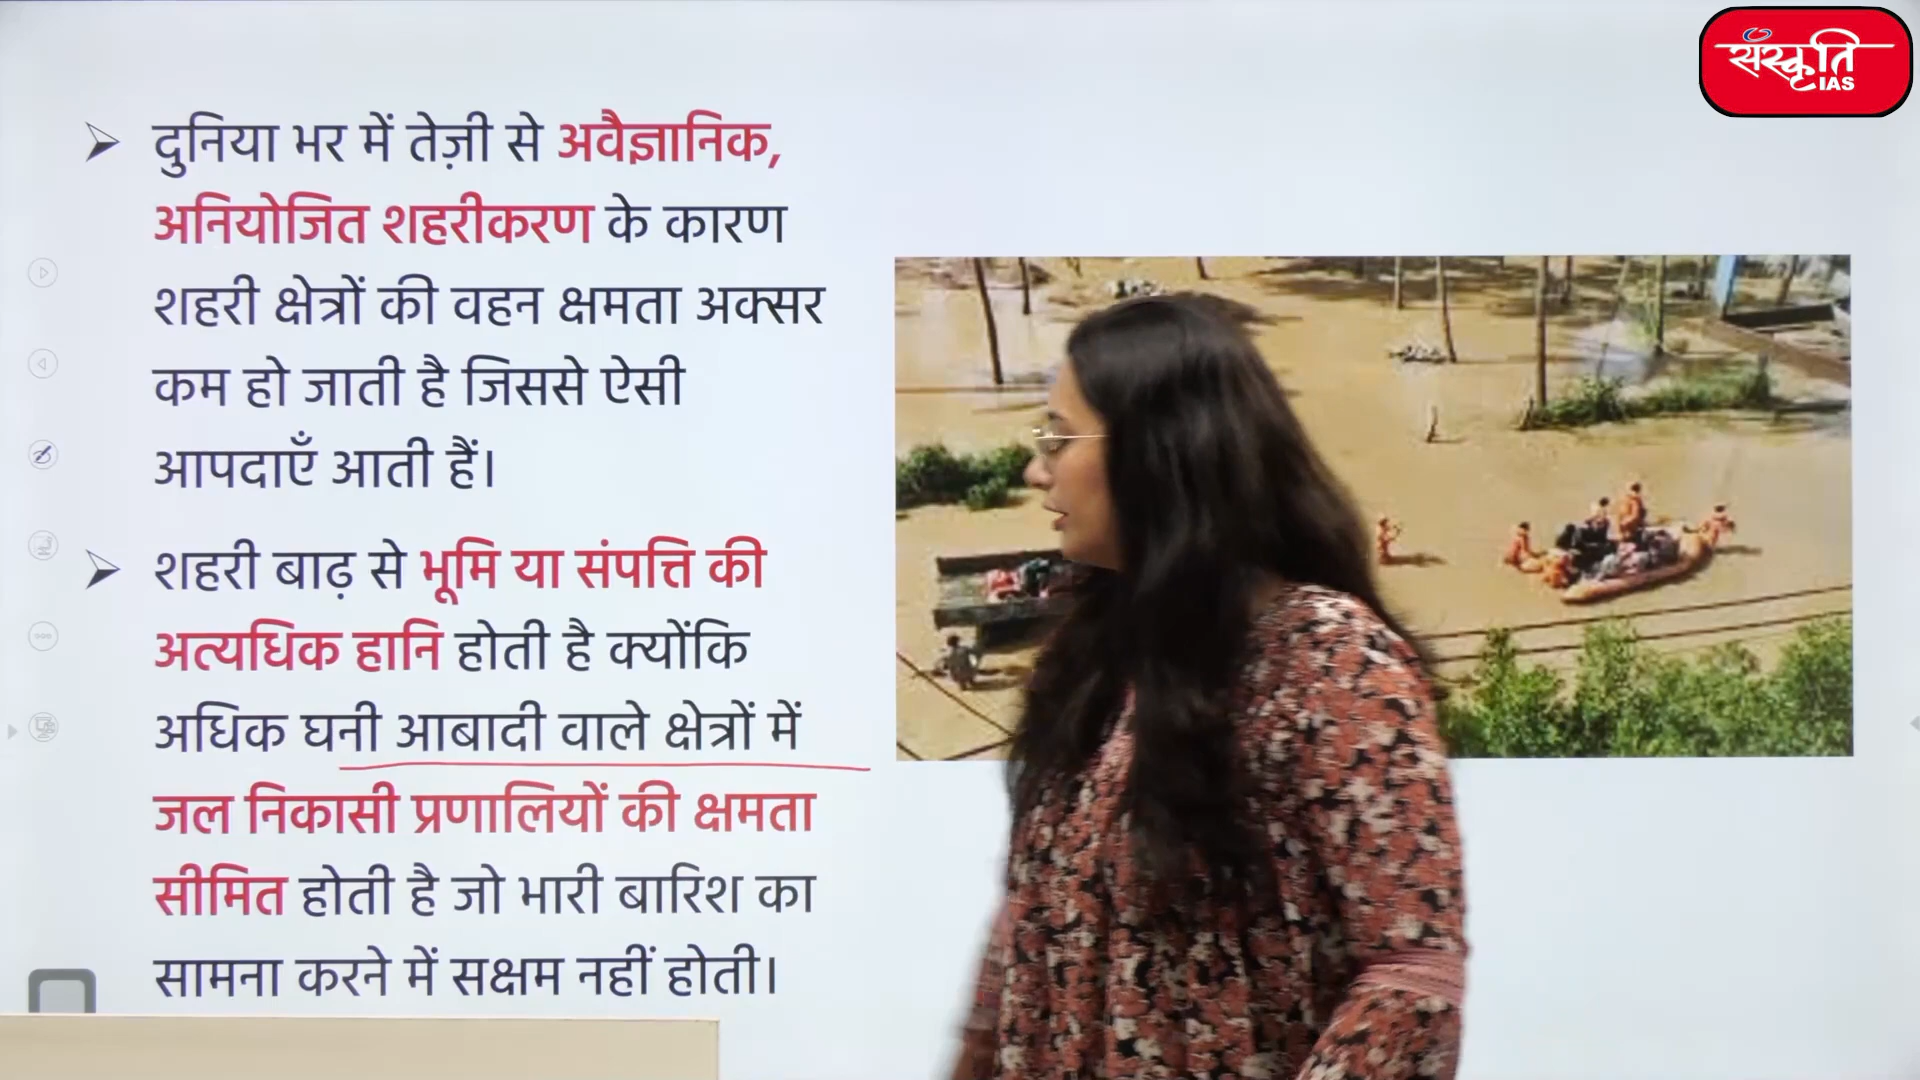 संस्कृति
IAS
➢ दुनिया भर में तेज़ी से अवैज्ञानिक,
अनियोजित शहरीकरण के कारण
शहरी क्षेत्रों की वहन क्षमता अक्सर
कम हो जाती है जिससे ऐसी
आपदाएँ आती हैं।
➢ शहरी बाढ़ से भूमि या संपत्ति की
अत्यधिक हानि होती है क्योंकि
अधिक घनी आबादी वाले क्षेत्रों में
जल निकासी प्रणालियों की क्षमता
सीमित होती है जो भारी बारिश का
सामना करने में सक्षम नहीं होती।